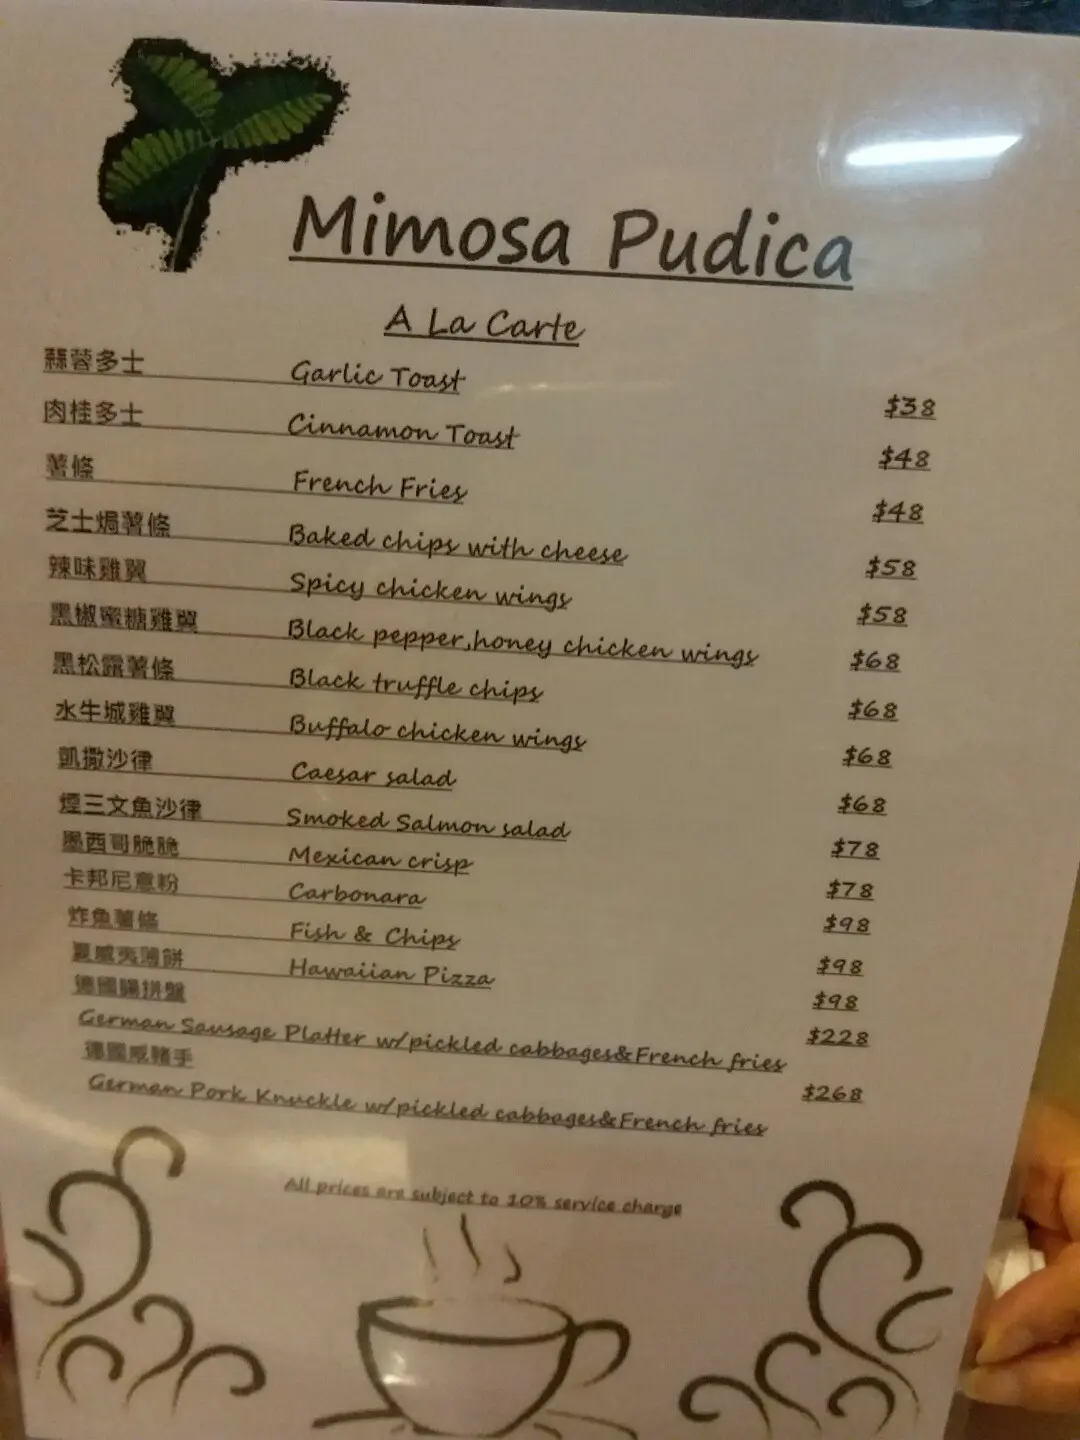 Mimosa Pudica
A La Carte
蒜蓉多士 Garlic Toast $38
肉桂多士 Cinnamon Toast $48
薯條 French Fries $48
芝士焗薯條 Baked chips with cheese $58
辣味雞翼 Spicy chicken wings $58
黑椒蜜糖雞翼 Black pepper,honey chicken wings $68
黑松露薯條 Black truffle chips $68
水牛城雞翼 Buffalo chicken wings $68
凱撒沙律 Caesar salad $68
煙三文魚沙律 Smoked Salmon salad $78
墨西哥脆脆 Mexican crisp $78
卡邦尼意粉 Carbonara $98
炸魚薯條 Fish & Chips $98
夏威夷薄餅 Hawaiian Pizza $98
德國腸拼盤
German Sausage Platter w/pickled cabbages&French fries $228
德國咸豬手
German Pork Knuckle w/pickled cabbages&French fries $268
All prices are subject to 10% service charge